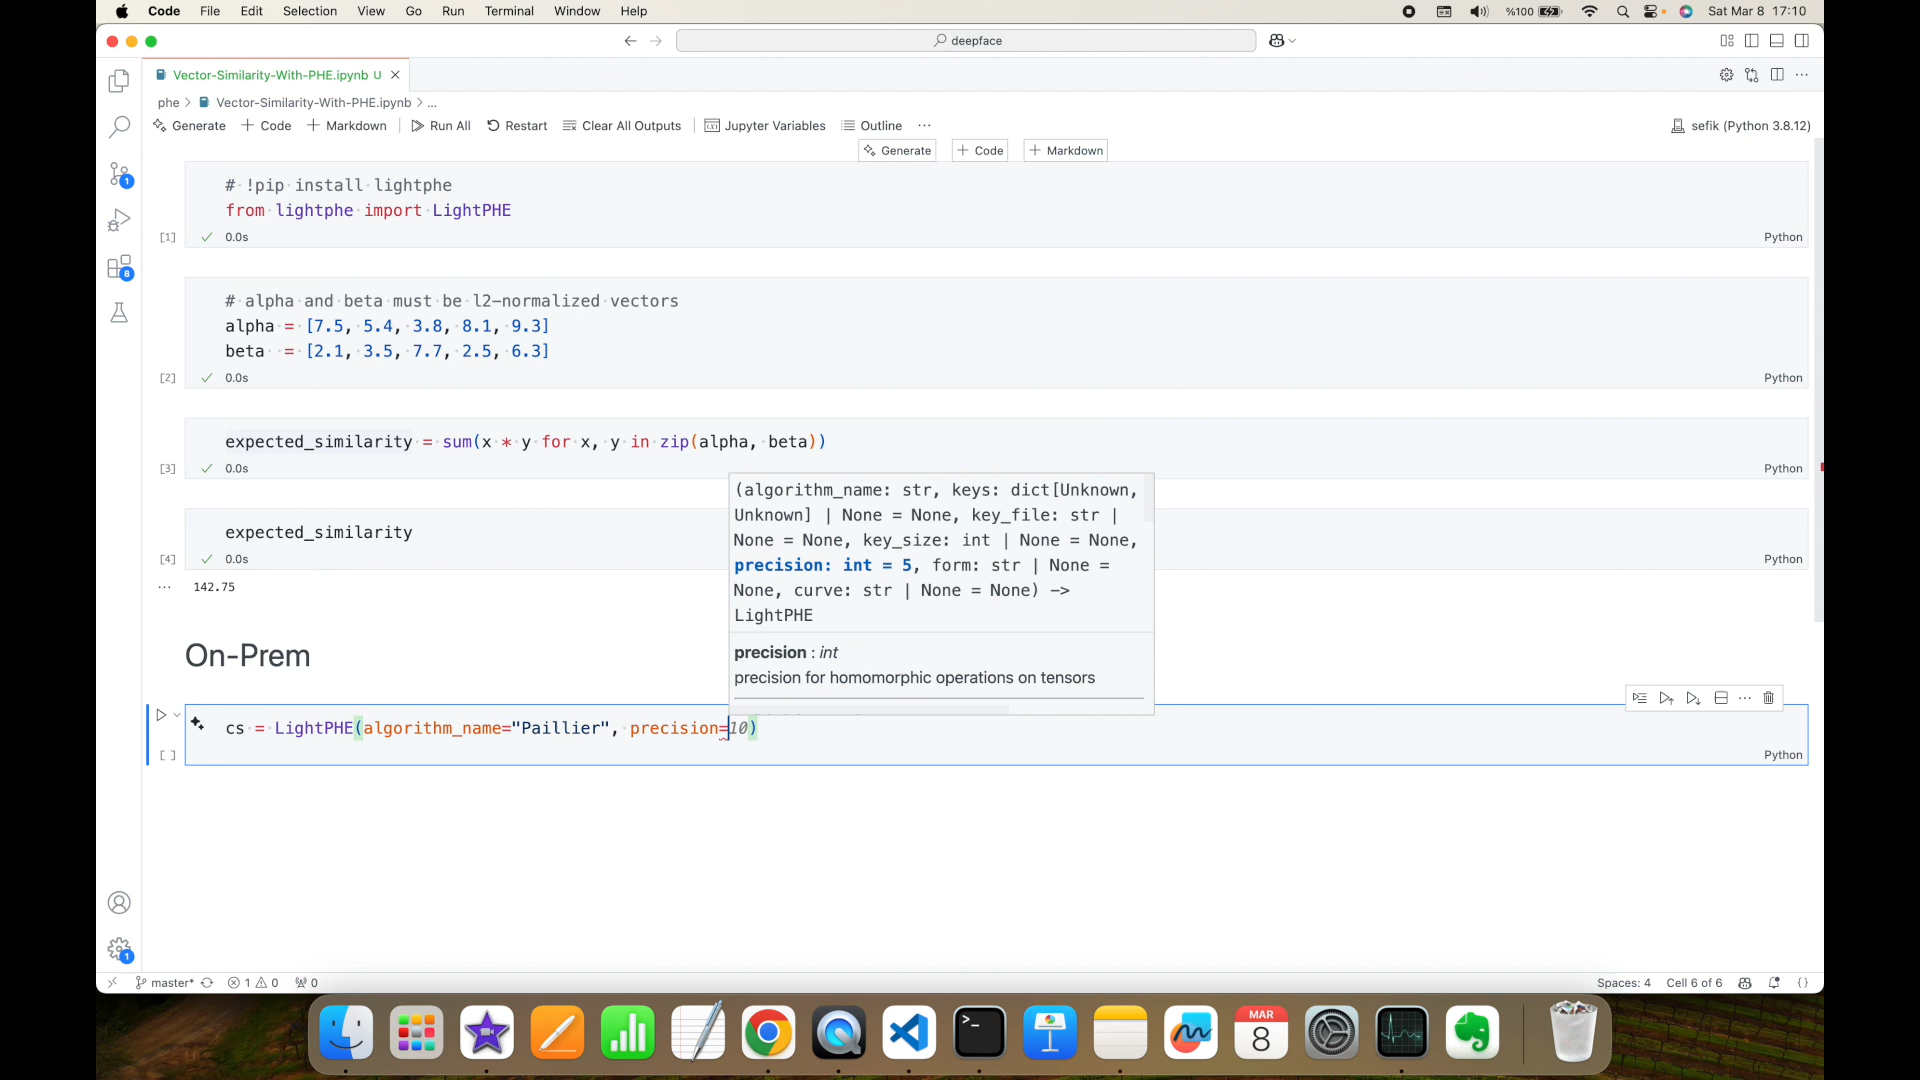 Code File Edit Selection View Go Run Terminal Window Help %100 Sat Mar 8 17:10
deepface
Vector-Similarity-With-PHE.ipynb U
phe > Vector-Similarity-With-PHE.ipynb > ...
Generate + Code + Markdown Run All Restart Clear All Outputs Jupyter Variables Outline ... sefik (Python 3.8.12)
Generate + Code + Markdown
# !pip install lightphe
from lightphe import LightPHE
[1] ✓ 0.0s Python
# alpha and beta must be l2-normalized vectors
alpha = [7.5, 5.4, 3.8, 8.1, 9.3]
beta = [2.1, 3.5, 7.7, 2.5, 6.3]
[2] ✓ 0.0s Python
expected_similarity = sum(x * y for x, y in zip(alpha, beta))
[3] ✓ 0.0s Python
(algorithm_name: str, keys: dict[Unknown,
Unknown] | None = None, key_file: str |
None = None, key_size: int | None = None,
precision: int = 5, form: str | None =
None, curve: str | None = None) ->
LightPHE
precision : int
precision for homomorphic operations on tensors
expected_similarity
[4] ✓ 0.0s Python
... 142.75
On-Prem
cs = LightPHE(algorithm_name="Paillier", precision=10)
[ ] Python
1
8
1
master* 1 0 0 Spaces: 4 Cell 6 of 6
MAR
8